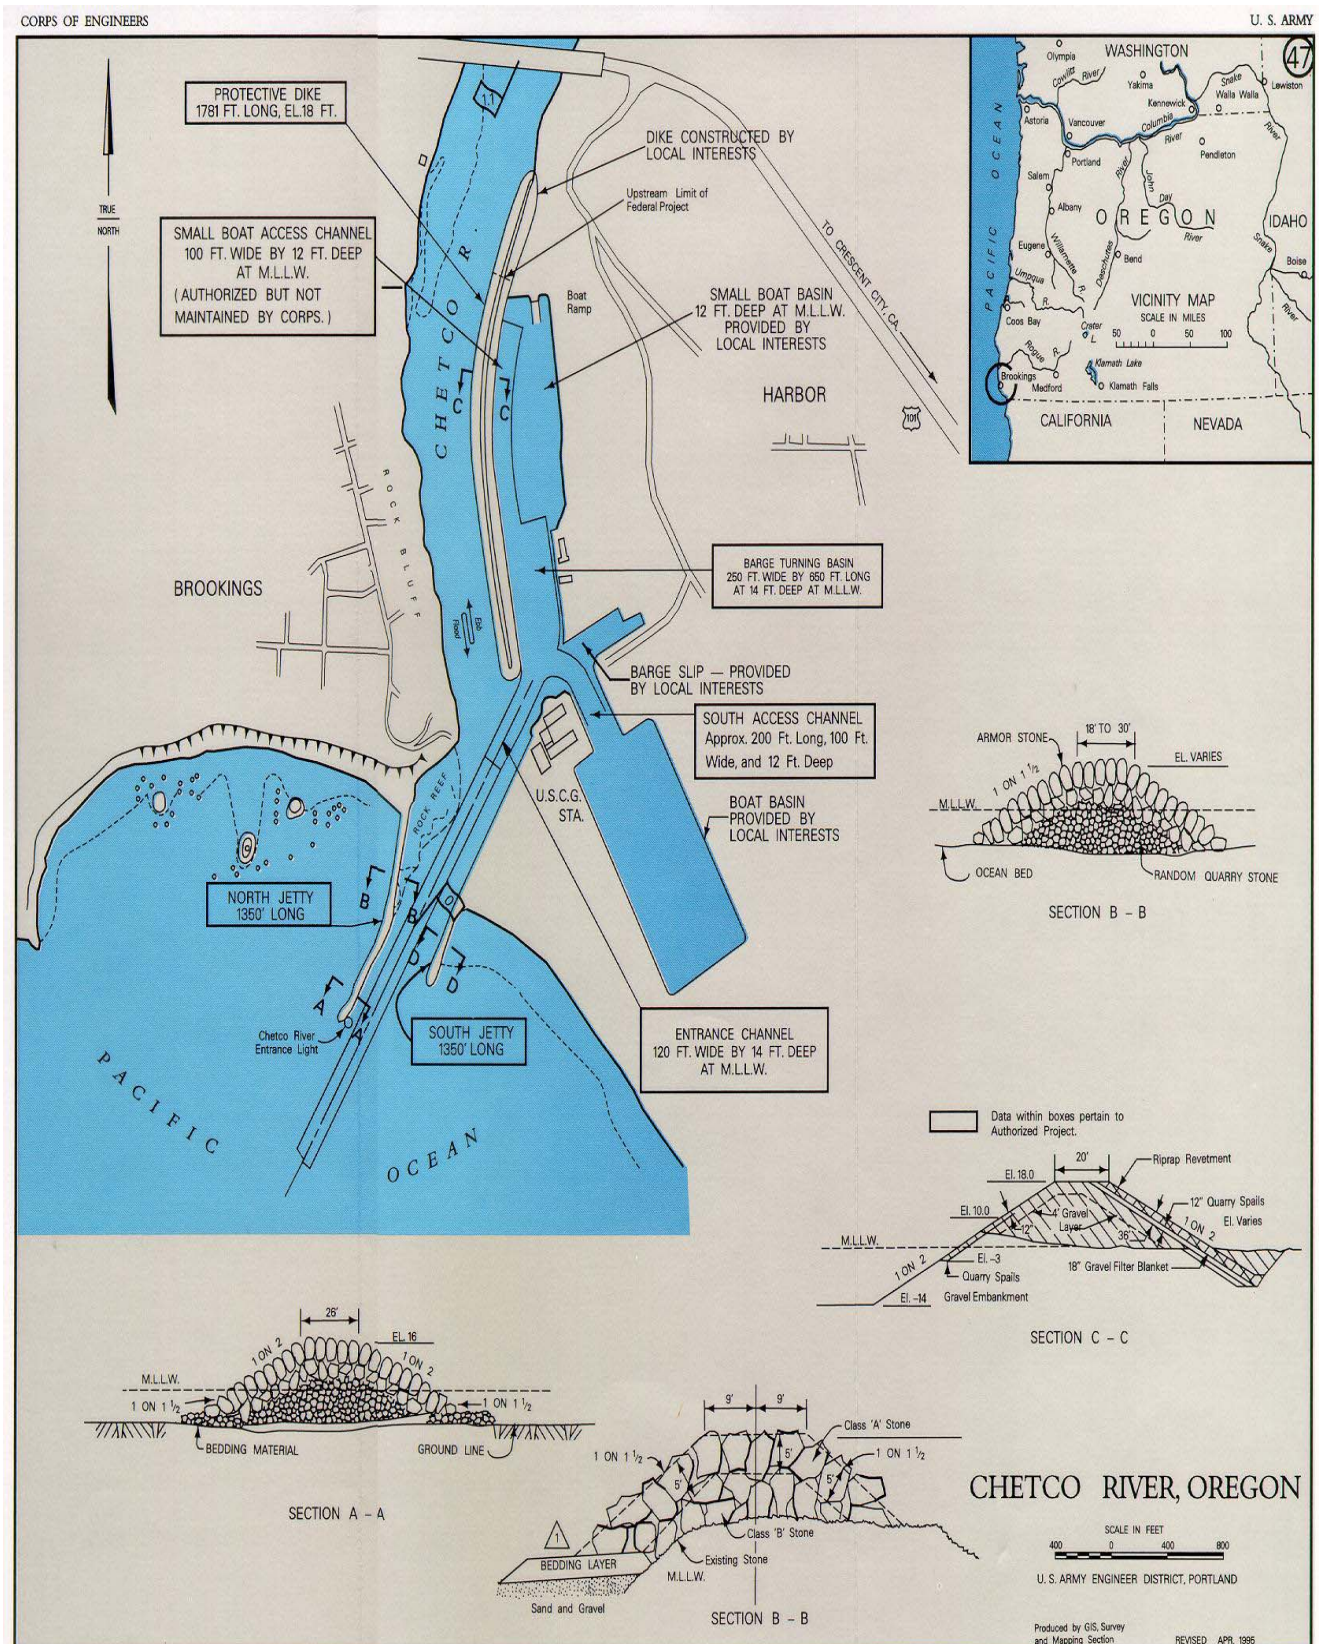 CORPS OF ENGINEERS
U. S. ARMY
47
PROTECTIVE DIKE
1781 FT. LONG, EL.18 FT.
1.1
DIKE CONSTRUCTED BY
LOCAL INTERESTS
Upstream Limit of
Federal Project
TRUE
NORTH
SMALL BOAT ACCESS CHANNEL
100 FT. WIDE BY 12 FT. DEEP
AT M.L.L.W.
( AUTHORIZED BUT NOT
MAINTAINED BY CORPS. )
CHETCO R.
Boat
Ramp
TO CRESCENT CITY, CA.
SMALL BOAT BASIN
12 FT. DEEP AT M.L.L.W.
PROVIDED BY
LOCAL INTERESTS
HARBOR
101
C
C
ROCK BLUFF
BROOKINGS
Ebb
Flood
BARGE TURNING BASIN
250 FT. WIDE BY 650 FT. LONG
AT 14 FT. DEEP AT M.L.L.W.
BARGE SLIP — PROVIDED
BY LOCAL INTERESTS
SOUTH ACCESS CHANNEL
Approx. 200 Ft. Long, 100 Ft.
Wide, and 12 Ft. Deep
U.S.C.G.
STA.
BOAT BASIN
PROVIDED BY
LOCAL INTERESTS
ROCK REEF
NORTH JETTY
1350' LONG
B
B
0
D
D
A
A
Chetco River
Entrance Light
SOUTH JETTY
1350' LONG
ENTRANCE CHANNEL
120 FT. WIDE BY 14 FT. DEEP
AT M.L.L.W.
PACIFIC
OCEAN
WASHINGTON
Olympia
Cowlitz River
Yakima
Snake
Lewiston
Walla Walla
Kennewick
Astoria
Vancouver
Columbia
River
River
Portland
Pendleton
Salem
River
John
Day
River
Albany
OREGON
IDAHO
Eugene
Willamette
R.
Deschutes
Bend
Snake
Boise
Umpqua
R.
VICINITY MAP
SCALE IN MILES
50 0 50 100
Coos Bay
Crater
L.
River
Rogue
R.
Klamath Lake
Brookings
Medford
Klamath Falls
CALIFORNIA
NEVADA
PACIFIC OCEAN
18' TO 30'
ARMOR STONE
EL. VARIES
1 ON 1 1/2
M.L.L.W.
OCEAN BED
RANDOM QUARRY STONE
SECTION B - B
Data within boxes pertain to
Authorized Project.
20'
El. 18.0
Riprap Revetment
12" Quarry Spails
El. Varies
El. 10.0
4' Gravel
Layer
12"
36"
1 ON 2
M.L.L.W.
1 ON 2
El. -3
18" Gravel Filter Blanket
Quarry Spails
El. -14
Gravel Embankment
SECTION C - C
26'
EL. 16
1 ON 2
1 ON 2
M.L.L.W.
1 ON 1 1/2
1 ON 1 1/2
BEDDING MATERIAL
GROUND LINE
SECTION A - A
9'
9'
Class 'A' Stone
1 ON 1 1/2
1 ON 1 1/2
5'
5'
5'
Class 'B' Stone
1
BEDDING LAYER
Existing Stone
M.L.L.W.
Sand and Gravel
SECTION B - B
CHETCO RIVER, OREGON
SCALE IN FEET
400 0 400 800
U. S. ARMY ENGINEER DISTRICT, PORTLAND
Produced by GIS, Survey
and Mapping Section
REVISED APR. 1995